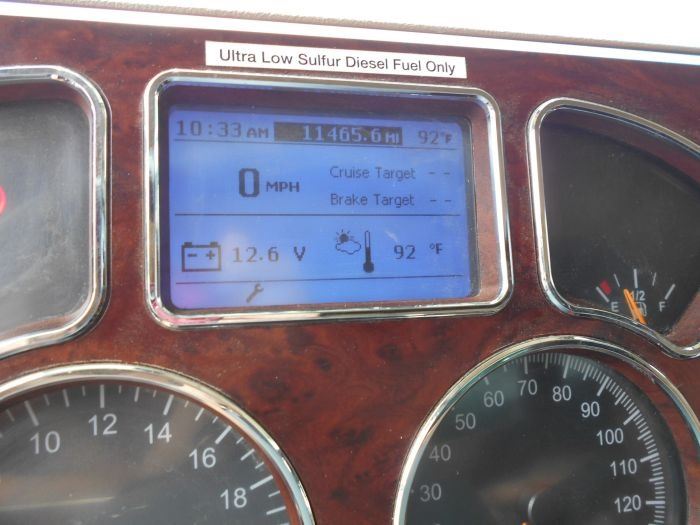 Ultra Low Sulfur Diesel Fuel Only
10:33 AM 11465.6 MI 92°F
0 MPH
Cruise Target - -
Brake Target - -
12.6 V 92 °F
E 1/2 F
10 12 14 16 18
30 50 60 70 80 90 100 110 120